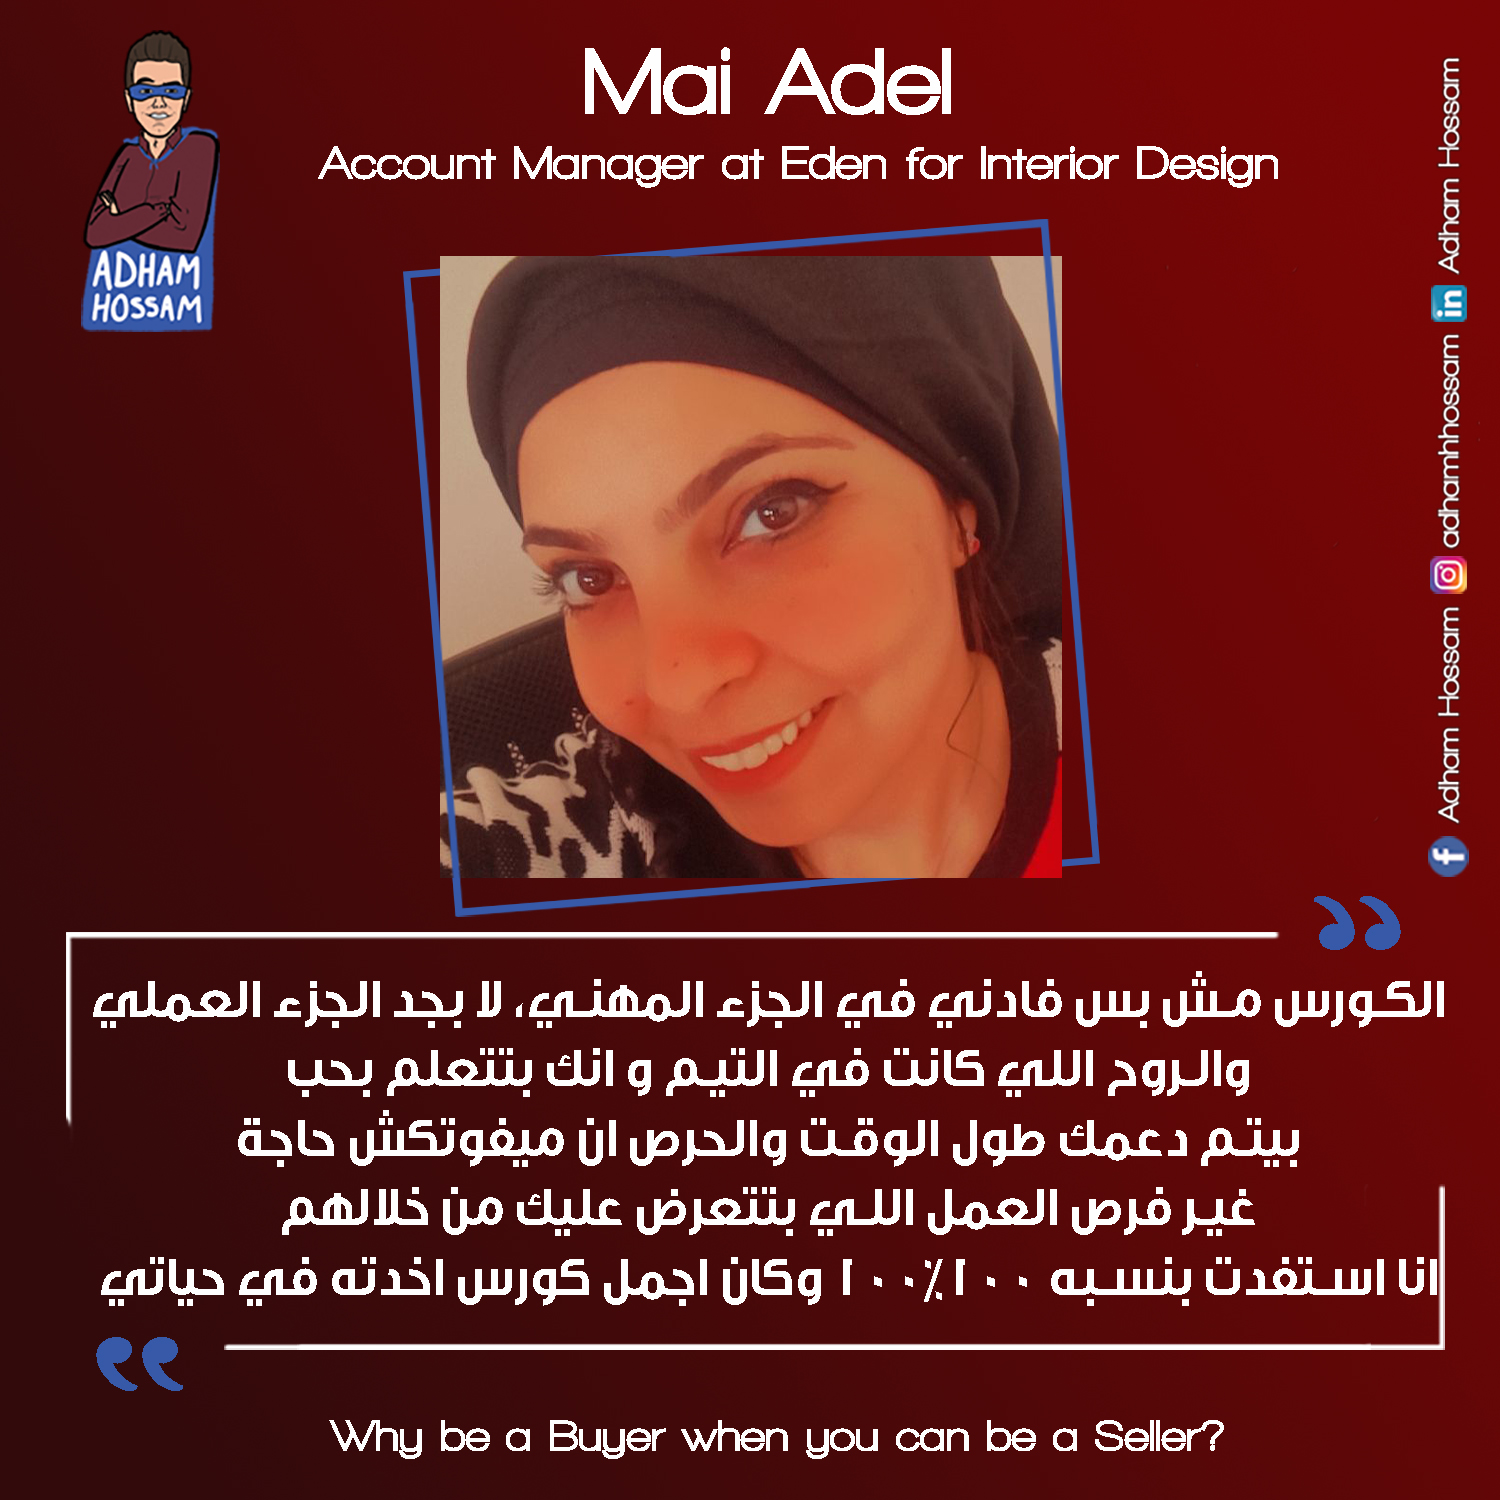 Mai Adel
Account Manager at Eden for Interior Design
ADHAM
HOSSAM
Adham Hossam
adhamhhossam
Adham Hossam
الكورس مش بس فادني في الجزء المهني، لا بجد الجزء العملي
والروح اللي كانت في التيم و انك بتتعلم بحب
بيتم دعمك طول الوقت والحرص ان ميفوتكش حاجة
غير فرص العمل اللي بتتعرض عليك من خلالهم
انا استفدت بنسبه ١٠٠٪١٠٠ وكان اجمل كورس اخدته في حياتي
Why be a Buyer when you can be a Seller?